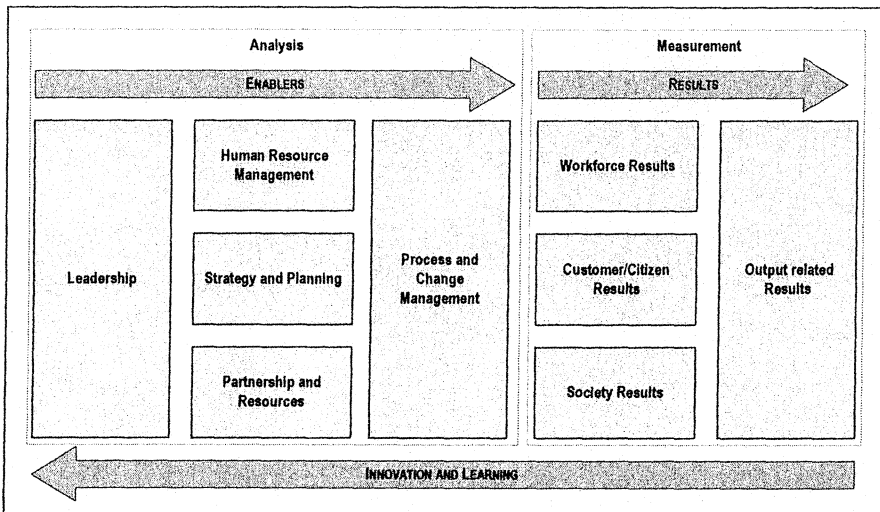 Analysis
Measurement
ENABLERS
RESULTS
Leadership
Human Resource
Management
Strategy and Planning
Partnership and
Resources
Process and
Change
Management
Workforce Results
Customer/Citizen
Results
Society Results
Output related
Results
INNOVATION AND LEARNING